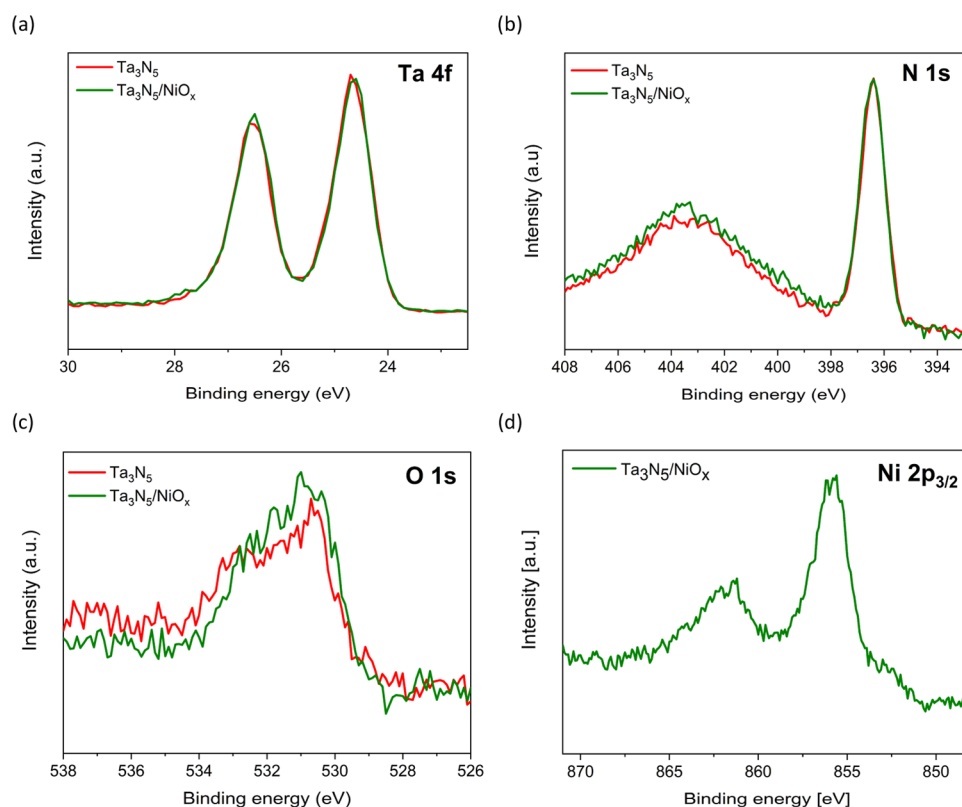 (a)
Ta 4f
Ta₃N₅
Ta₃N₅/NiOₓ
Intensity (a.u.)
30 28 26 24
Binding energy (eV)
(b)
N 1s
Ta₃N₅
Ta₃N₅/NiOₓ
Intensity (a.u)
408 406 404 402 400 398 396 394
Binding energy (eV)
(c)
O 1s
Ta₃N₅
Ta₃N₅/NiOₓ
Intensity (a.u.)
538 536 534 532 530 528 526
Binding energy (eV)
(d)
Ni 2p₃/₂
Ta₃N₅/NiOₓ
Intensity [a.u.]
870 865 860 855 850
Binding energy [eV]